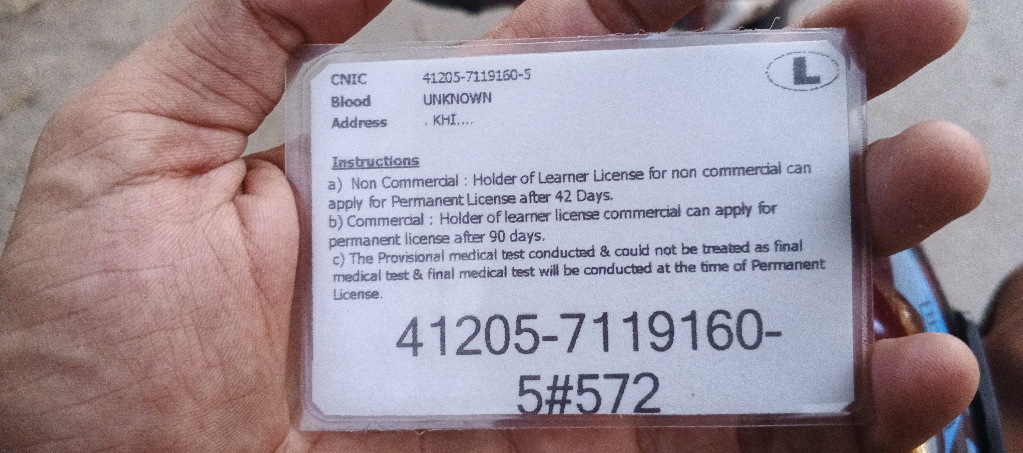 CNIC 41205-7119160-5
L
Blood UNKNOWN
Address . KHI....
Instructions
a) Non Commercial : Holder of Learner License for non commercial can
apply for Permanent License after 42 Days.
b) Commercial : Holder of learner license commercial can apply for
permanent license after 90 days.
c) The Provisional medical test conducted & could not be treated as final
medical test & final medical test will be conducted at the time of Permanent
License.
41205-7119160-
5#572